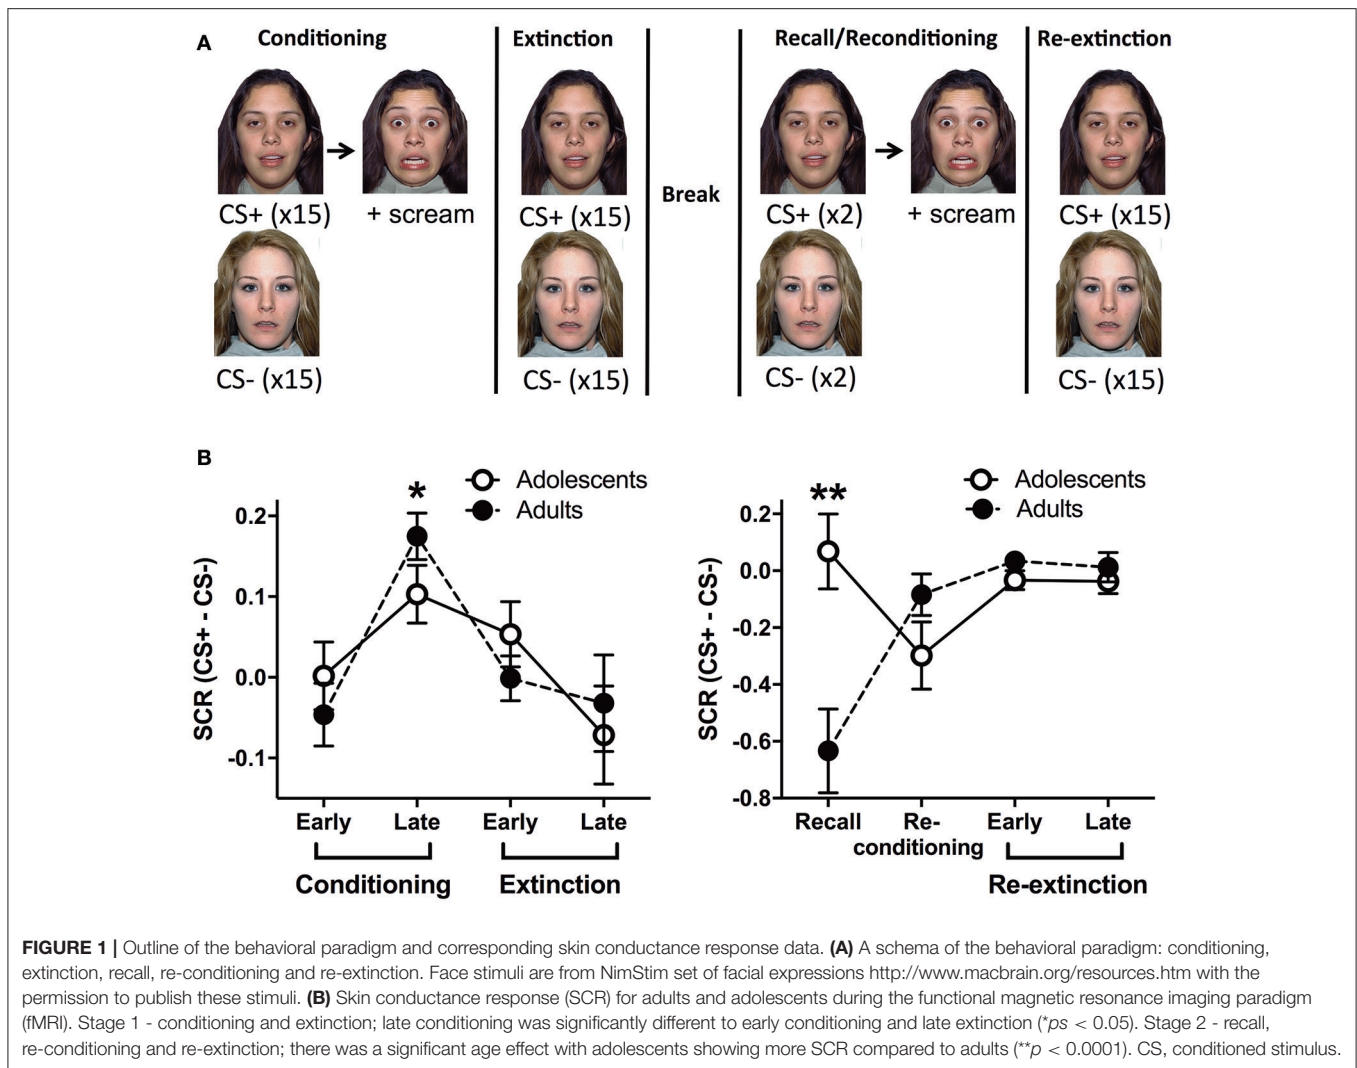 A
Conditioning
Extinction
Recall/Reconditioning
Re-extinction
CS+ (x15)
+ scream
CS+ (x15)
Break
CS+ (x2)
+ scream
CS+ (x15)
CS- (x15)
CS- (x15)
CS- (x2)
CS- (x15)
B
Adolescents
Adults
*
SCR (CS+ - CS-)
0.2
0.1
0.0
-0.1
Early
Late
Early
Late
Conditioning
Extinction
Adolescents
Adults
**
SCR (CS+ - CS-)
0.2
0.0
-0.2
-0.4
-0.6
-0.8
Recall
Re-
conditioning
Early
Late
Re-extinction
FIGURE 1 | Outline of the behavioral paradigm and corresponding skin conductance response data. (A) A schema of the behavioral paradigm: conditioning,
extinction, recall, re-conditioning and re-extinction. Face stimuli are from NimStim set of facial expressions http://www.macbrain.org/resources.htm with the
permission to publish these stimuli. (B) Skin conductance response (SCR) for adults and adolescents during the functional magnetic resonance imaging paradigm
(fMRI). Stage 1 - conditioning and extinction; late conditioning was significantly different to early conditioning and late extinction (*ps < 0.05). Stage 2 - recall,
re-conditioning and re-extinction; there was a significant age effect with adolescents showing more SCR compared to adults (**p < 0.0001). CS, conditioned stimulus.